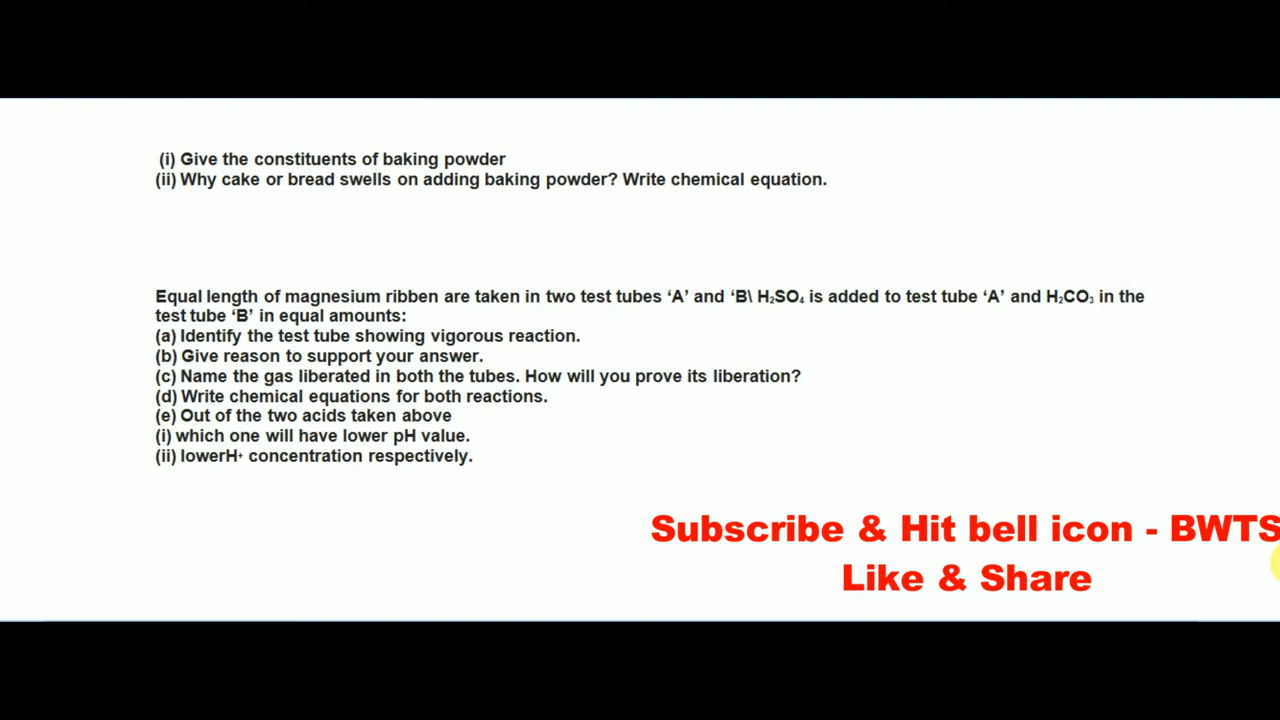 (i) Give the constituents of baking powder
(ii) Why cake or bread swells on adding baking powder? Write chemical equation.
Equal length of magnesium ribben are taken in two test tubes ‘A’ and ‘B\ H₂SO₄ is added to test tube ‘A’ and H₂CO₃ in the
test tube ‘B’ in equal amounts:
(a) Identify the test tube showing vigorous reaction.
(b) Give reason to support your answer.
(c) Name the gas liberated in both the tubes. How will you prove its liberation?
(d) Write chemical equations for both reactions.
(e) Out of the two acids taken above
(i) which one will have lower pH value.
(ii) lowerH⁺ concentration respectively.
Subscribe & Hit bell icon - BWTS
Like & Share